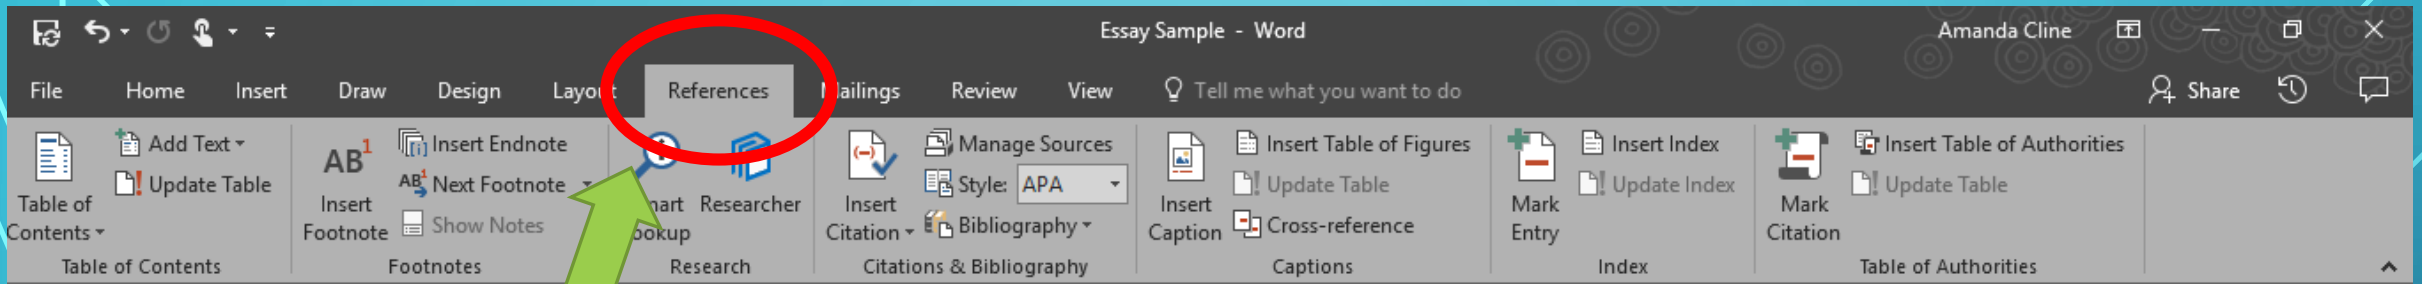 Essay Sample - Word
Amanda Cline
File Home Insert Draw Design Layout References Mailings Review View Tell me what you want to do Share
Table of Contents
Add Text
Update Table
Table of Contents
AB1
Insert Footnote
Insert Endnote
AB1 Next Footnote
Show Notes
Footnotes
Researcher
Research
Insert Citation
Manage Sources
Style: APA
Bibliography
Citations & Bibliography
Insert Caption
Insert Table of Figures
Update Table
Cross-reference
Captions
Mark Entry
Insert Index
Update Index
Index
Mark Citation
Insert Table of Authorities
Update Table
Table of Authorities